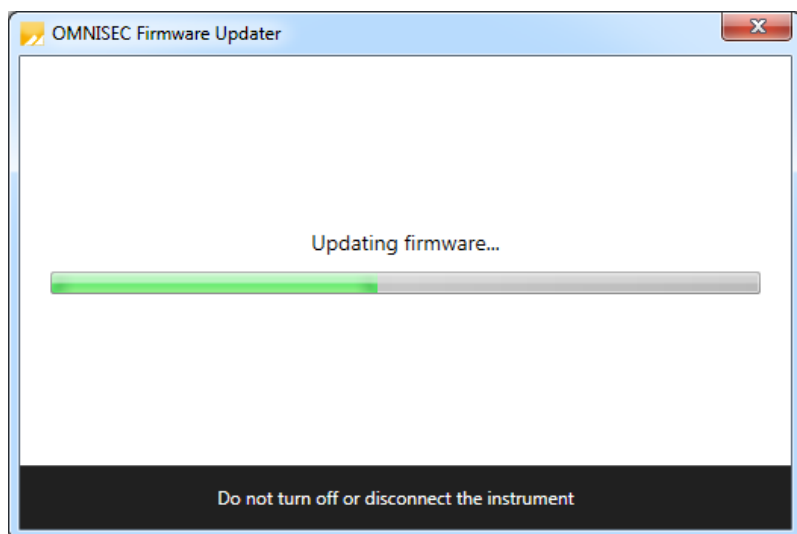 OMNISEC Firmware Updater
Updating firmware...
Do not turn off or disconnect the instrument